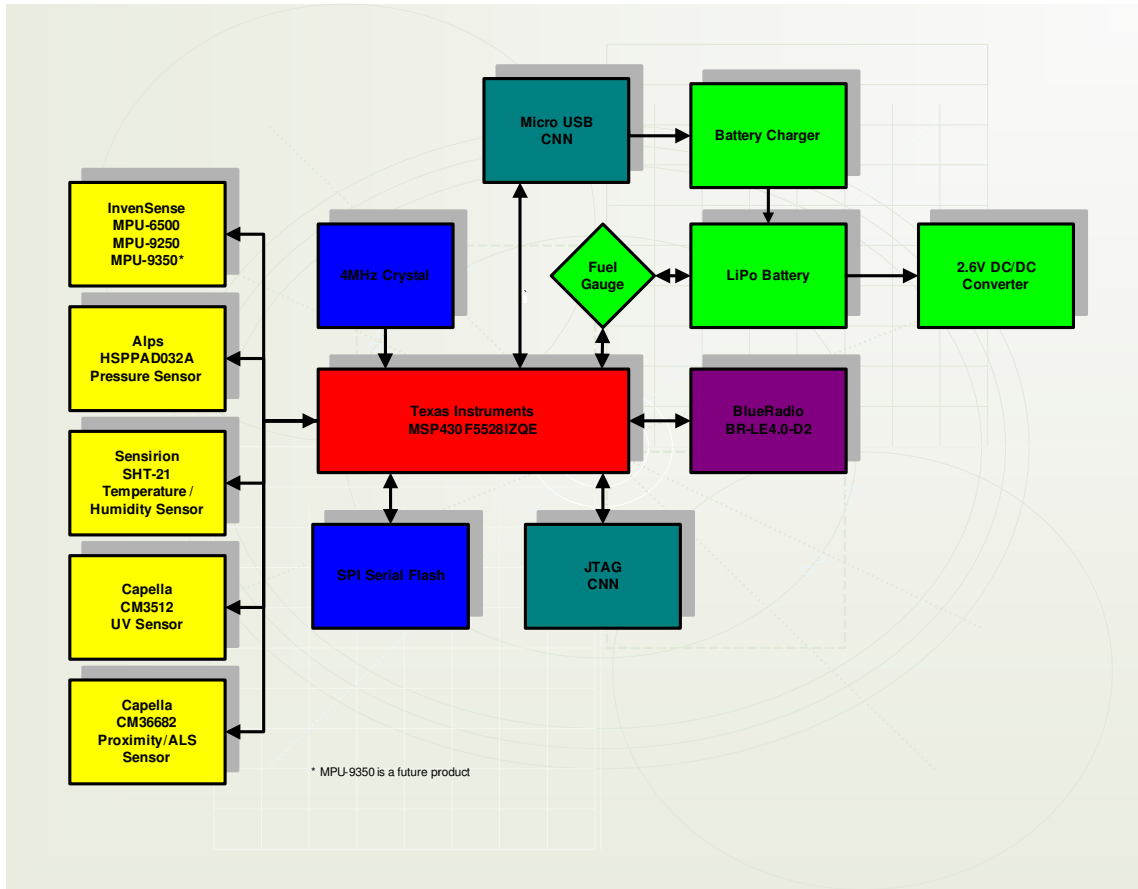 Micro USB
CNN
Battery Charger
InvenSense
MPU-6500
MPU-9250
MPU-9350*
4MHz Crystal
Fuel
Gauge
LiPo Battery
2.6V DC/DC
Converter
Alps
HSPPAD032A
Pressure Sensor
Texas Instruments
MSP430F5528IZQE
BlueRadio
BR-LE4.0-D2
Sensirion
SHT-21
Temperature /
Humidity Sensor
SPI Serial Flash
JTAG
CNN
Capella
CM3512
UV Sensor
Capella
CM36682
Proximity/ALS
Sensor
* MPU-9350 is a future product